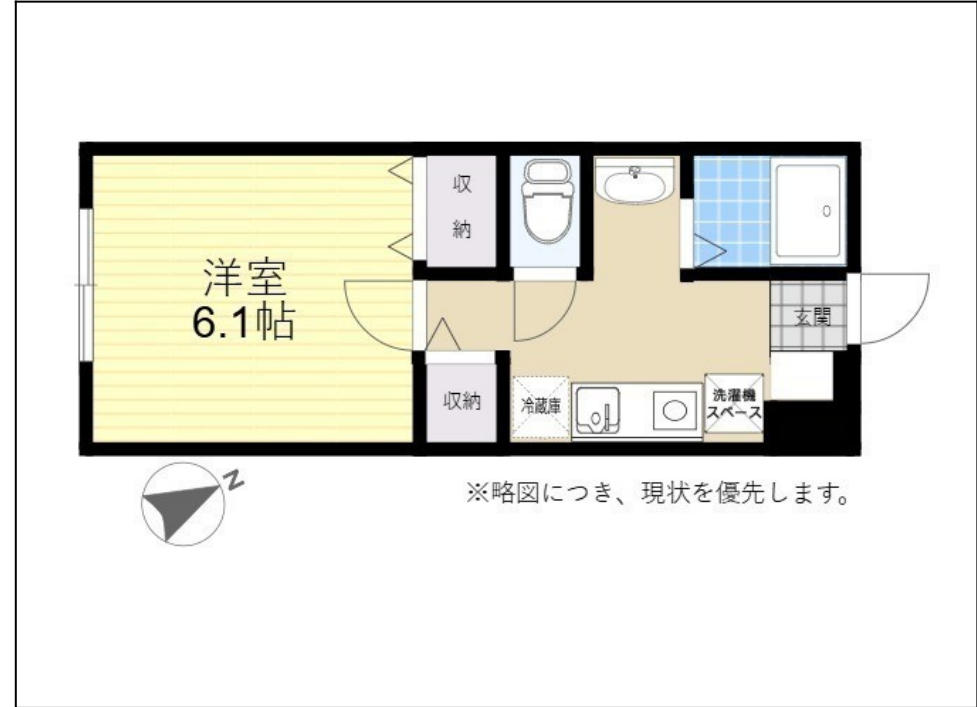 収
納
洋室
6.1帖
玄関
収納
冷蔵庫
洗濯機
スペース
N
※略図につき、現状を優先します。